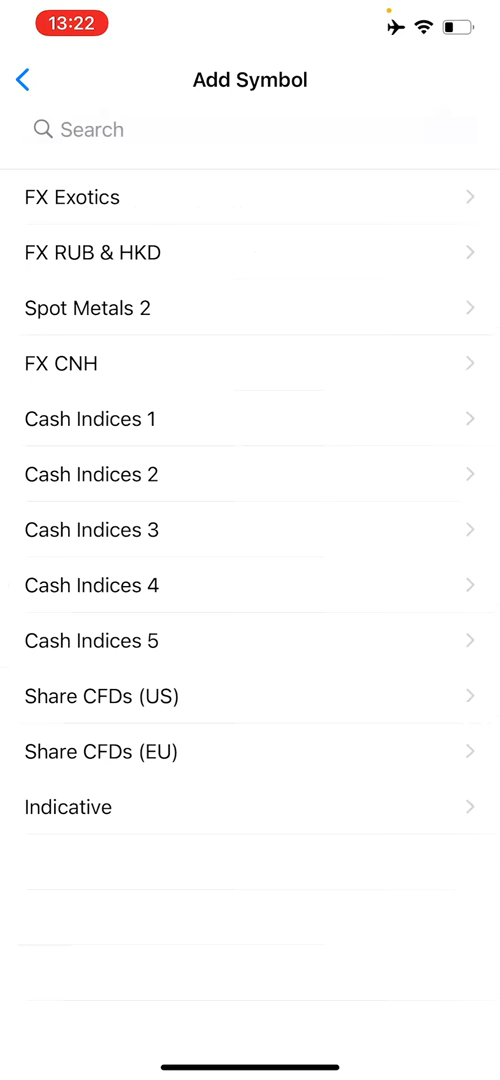 13:22
Add Symbol
Search
FX Exotics
FX RUB & HKD
Spot Metals 2
FX CNH
Cash Indices 1
Cash Indices 2
Cash Indices 3
Cash Indices 4
Cash Indices 5
Share CFDs (US)
Share CFDs (EU)
Indicative